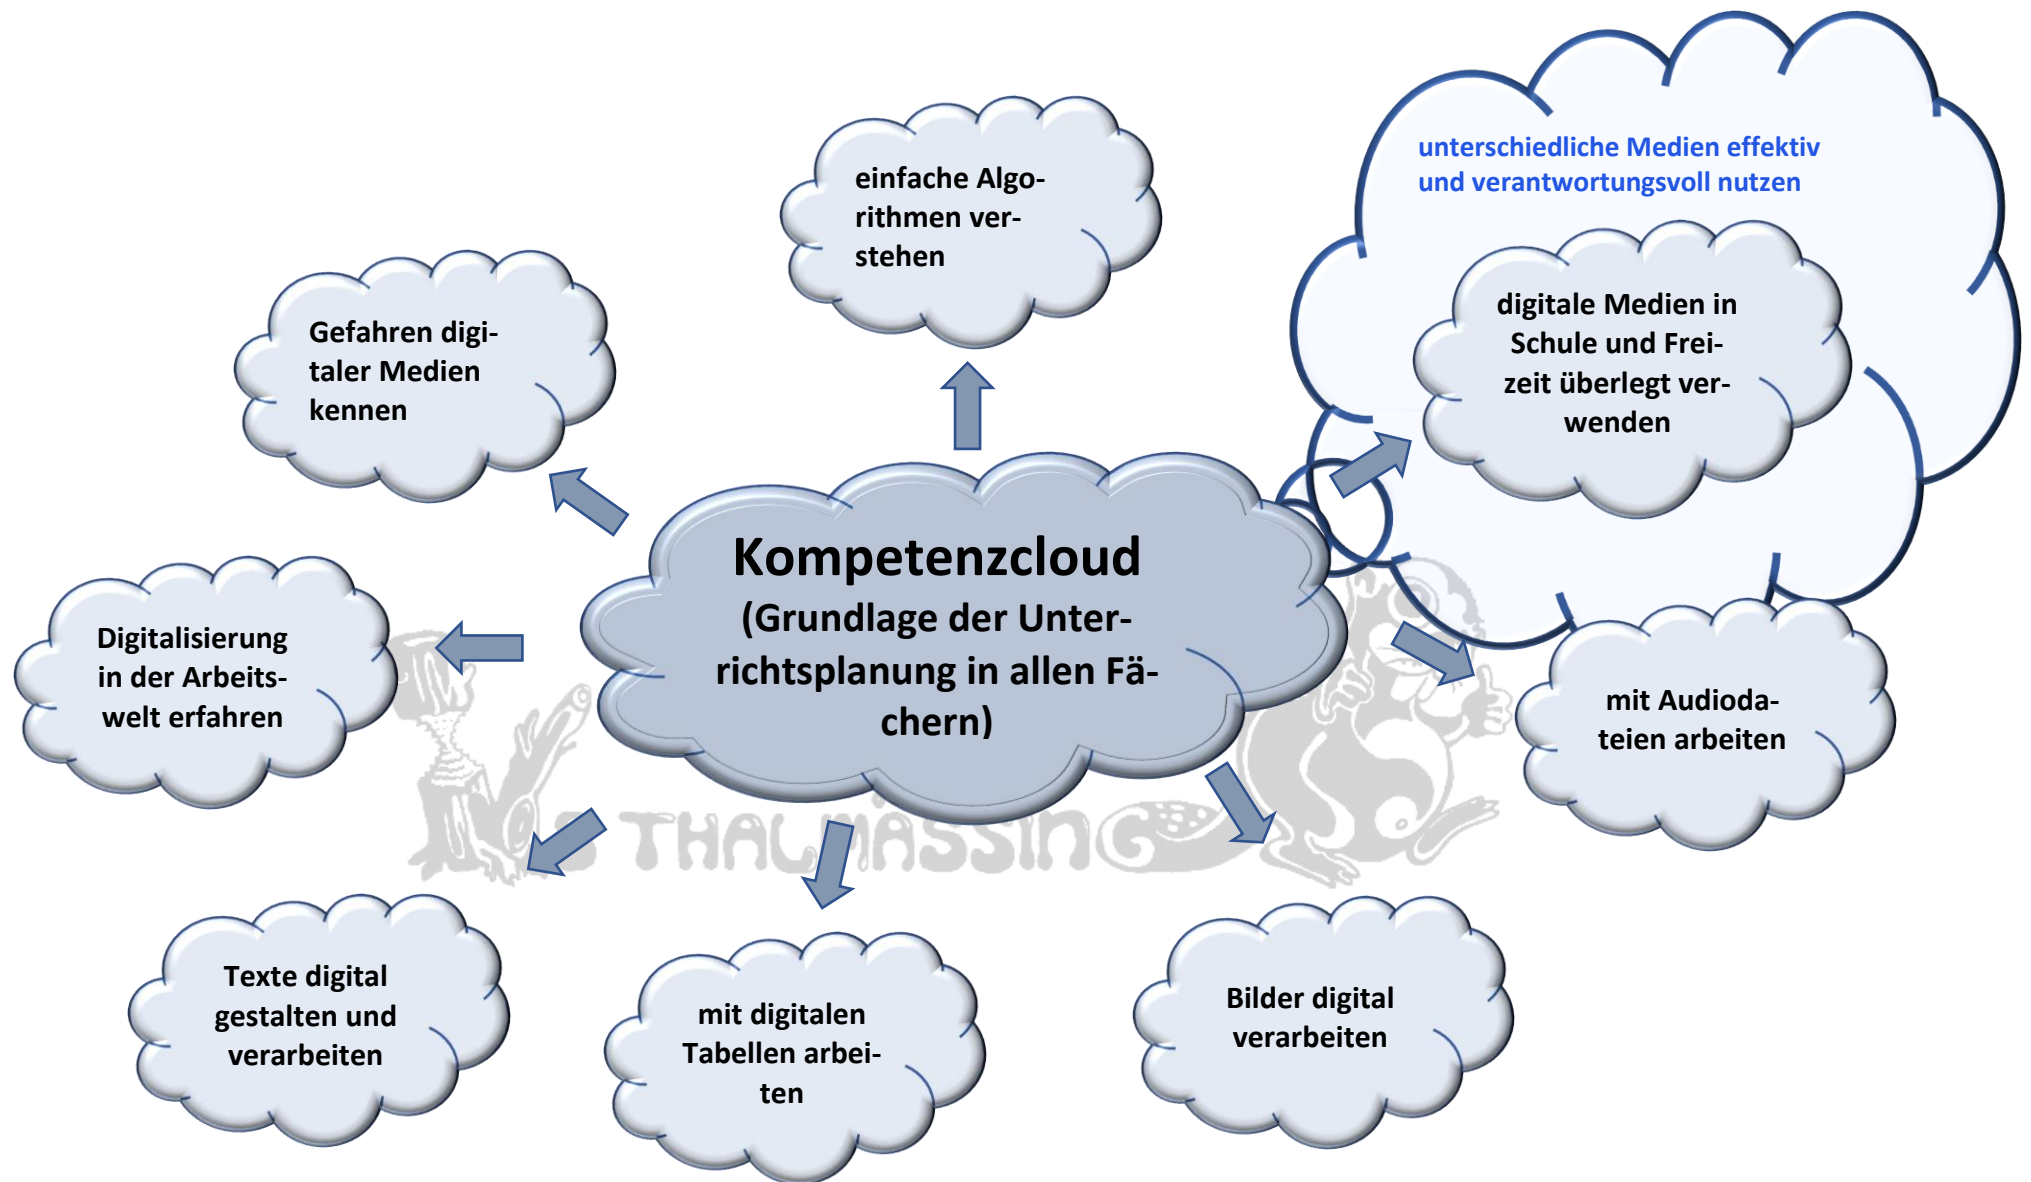 einfache Algo-
rithmen ver-
stehen
unterschiedliche Medien effektiv
und verantwortungsvoll nutzen
digitale Medien in
Schule und Frei-
zeit überlegt ver-
wenden
Gefahren digi-
taler Medien
kennen
Kompetenzcloud
(Grundlage der Unter-
richtsplanung in allen Fä-
chern)
Digitalisierung
in der Arbeits-
welt erfahren
mit Audioda-
teien arbeiten
THALMÄSSING
Texte digital
gestalten und
verarbeiten
mit digitalen
Tabellen arbei-
ten
Bilder digital
verarbeiten